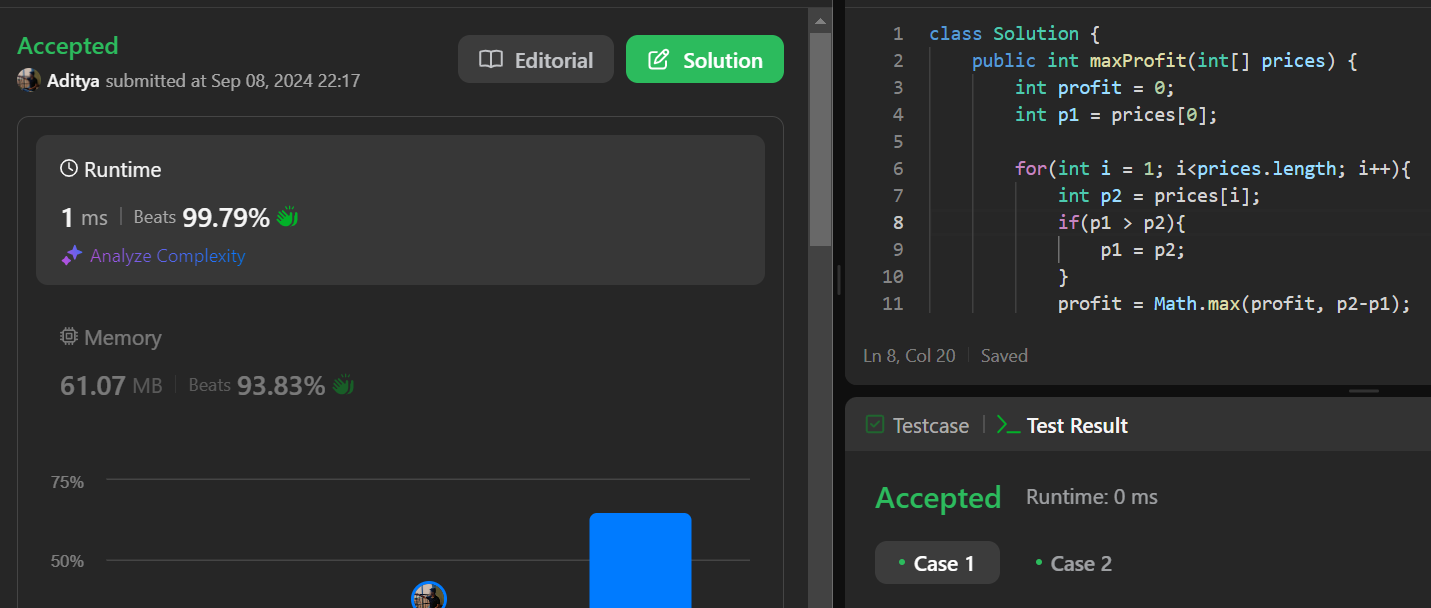 Accepted
Aditya submitted at Sep 08, 2024 22:17
Editorial
Solution
Runtime
1 ms | Beats 99.79%
Analyze Complexity
Memory
61.07 MB | Beats 93.83%
75%
50%
1 class Solution {
2     public int maxProfit(int[] prices) {
3         int profit = 0;
4         int p1 = prices[0];
5
6         for(int i = 1; i<prices.length; i++){
7             int p2 = prices[i];
8             if(p1 > p2){
9                 p1 = p2;
10             }
11             profit = Math.max(profit, p2-p1);
Ln 8, Col 20 | Saved
Testcase | >_ Test Result
Accepted Runtime: 0 ms
• Case 1 • Case 2